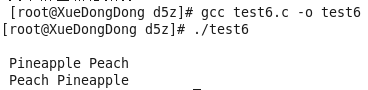 [root@XueDongDong d5z]# gcc test6.c -o test6
[root@XueDongDong d5z]# ./test6
Pineapple Peach
Peach Pineapple